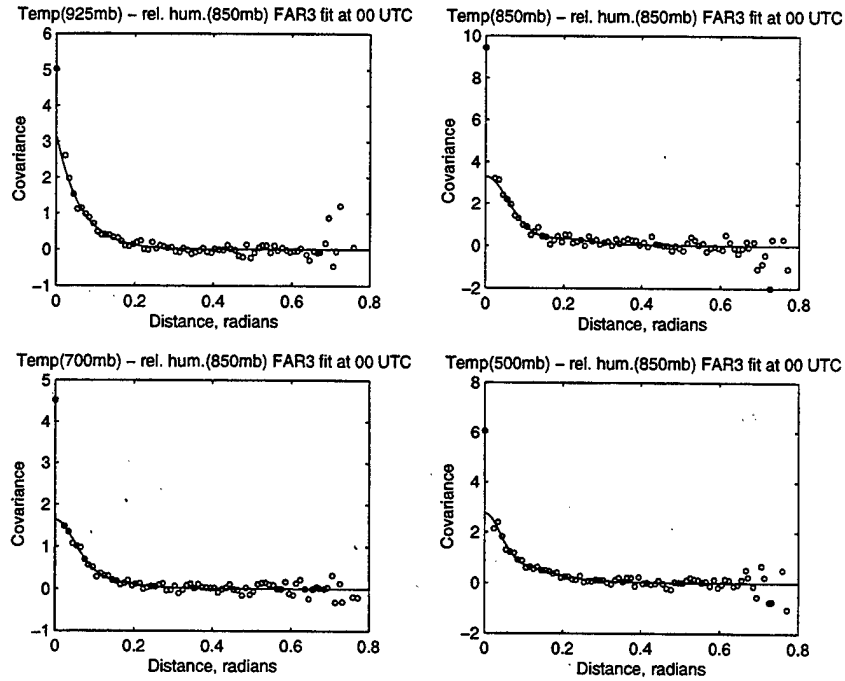 Temp(925mb) – rel. hum.(850mb) FAR3 fit at 00 UTC
6
5
4
3
2
1
0
−1
Covariance
0 0.2 0.4 0.6 0.8
Distance, radians
Temp(850mb) – rel. hum.(850mb) FAR3 fit at 00 UTC
10
8
6
4
2
0
−2
Covariance
0 0.2 0.4 0.6 0.8
Distance, radians
Temp(700mb) – rel. hum.(850mb) FAR3 fit at 00 UTC
5
4
3
2
1
0
−1
Covariance
0 0.2 0.4 0.6 0.8
Distance, radians
Temp(500mb) – rel. hum.(850mb) FAR3 fit at 00 UTC
8
6
4
2
0
−2
Covariance
0 0.2 0.4 0.6 0.8
Distance, radians